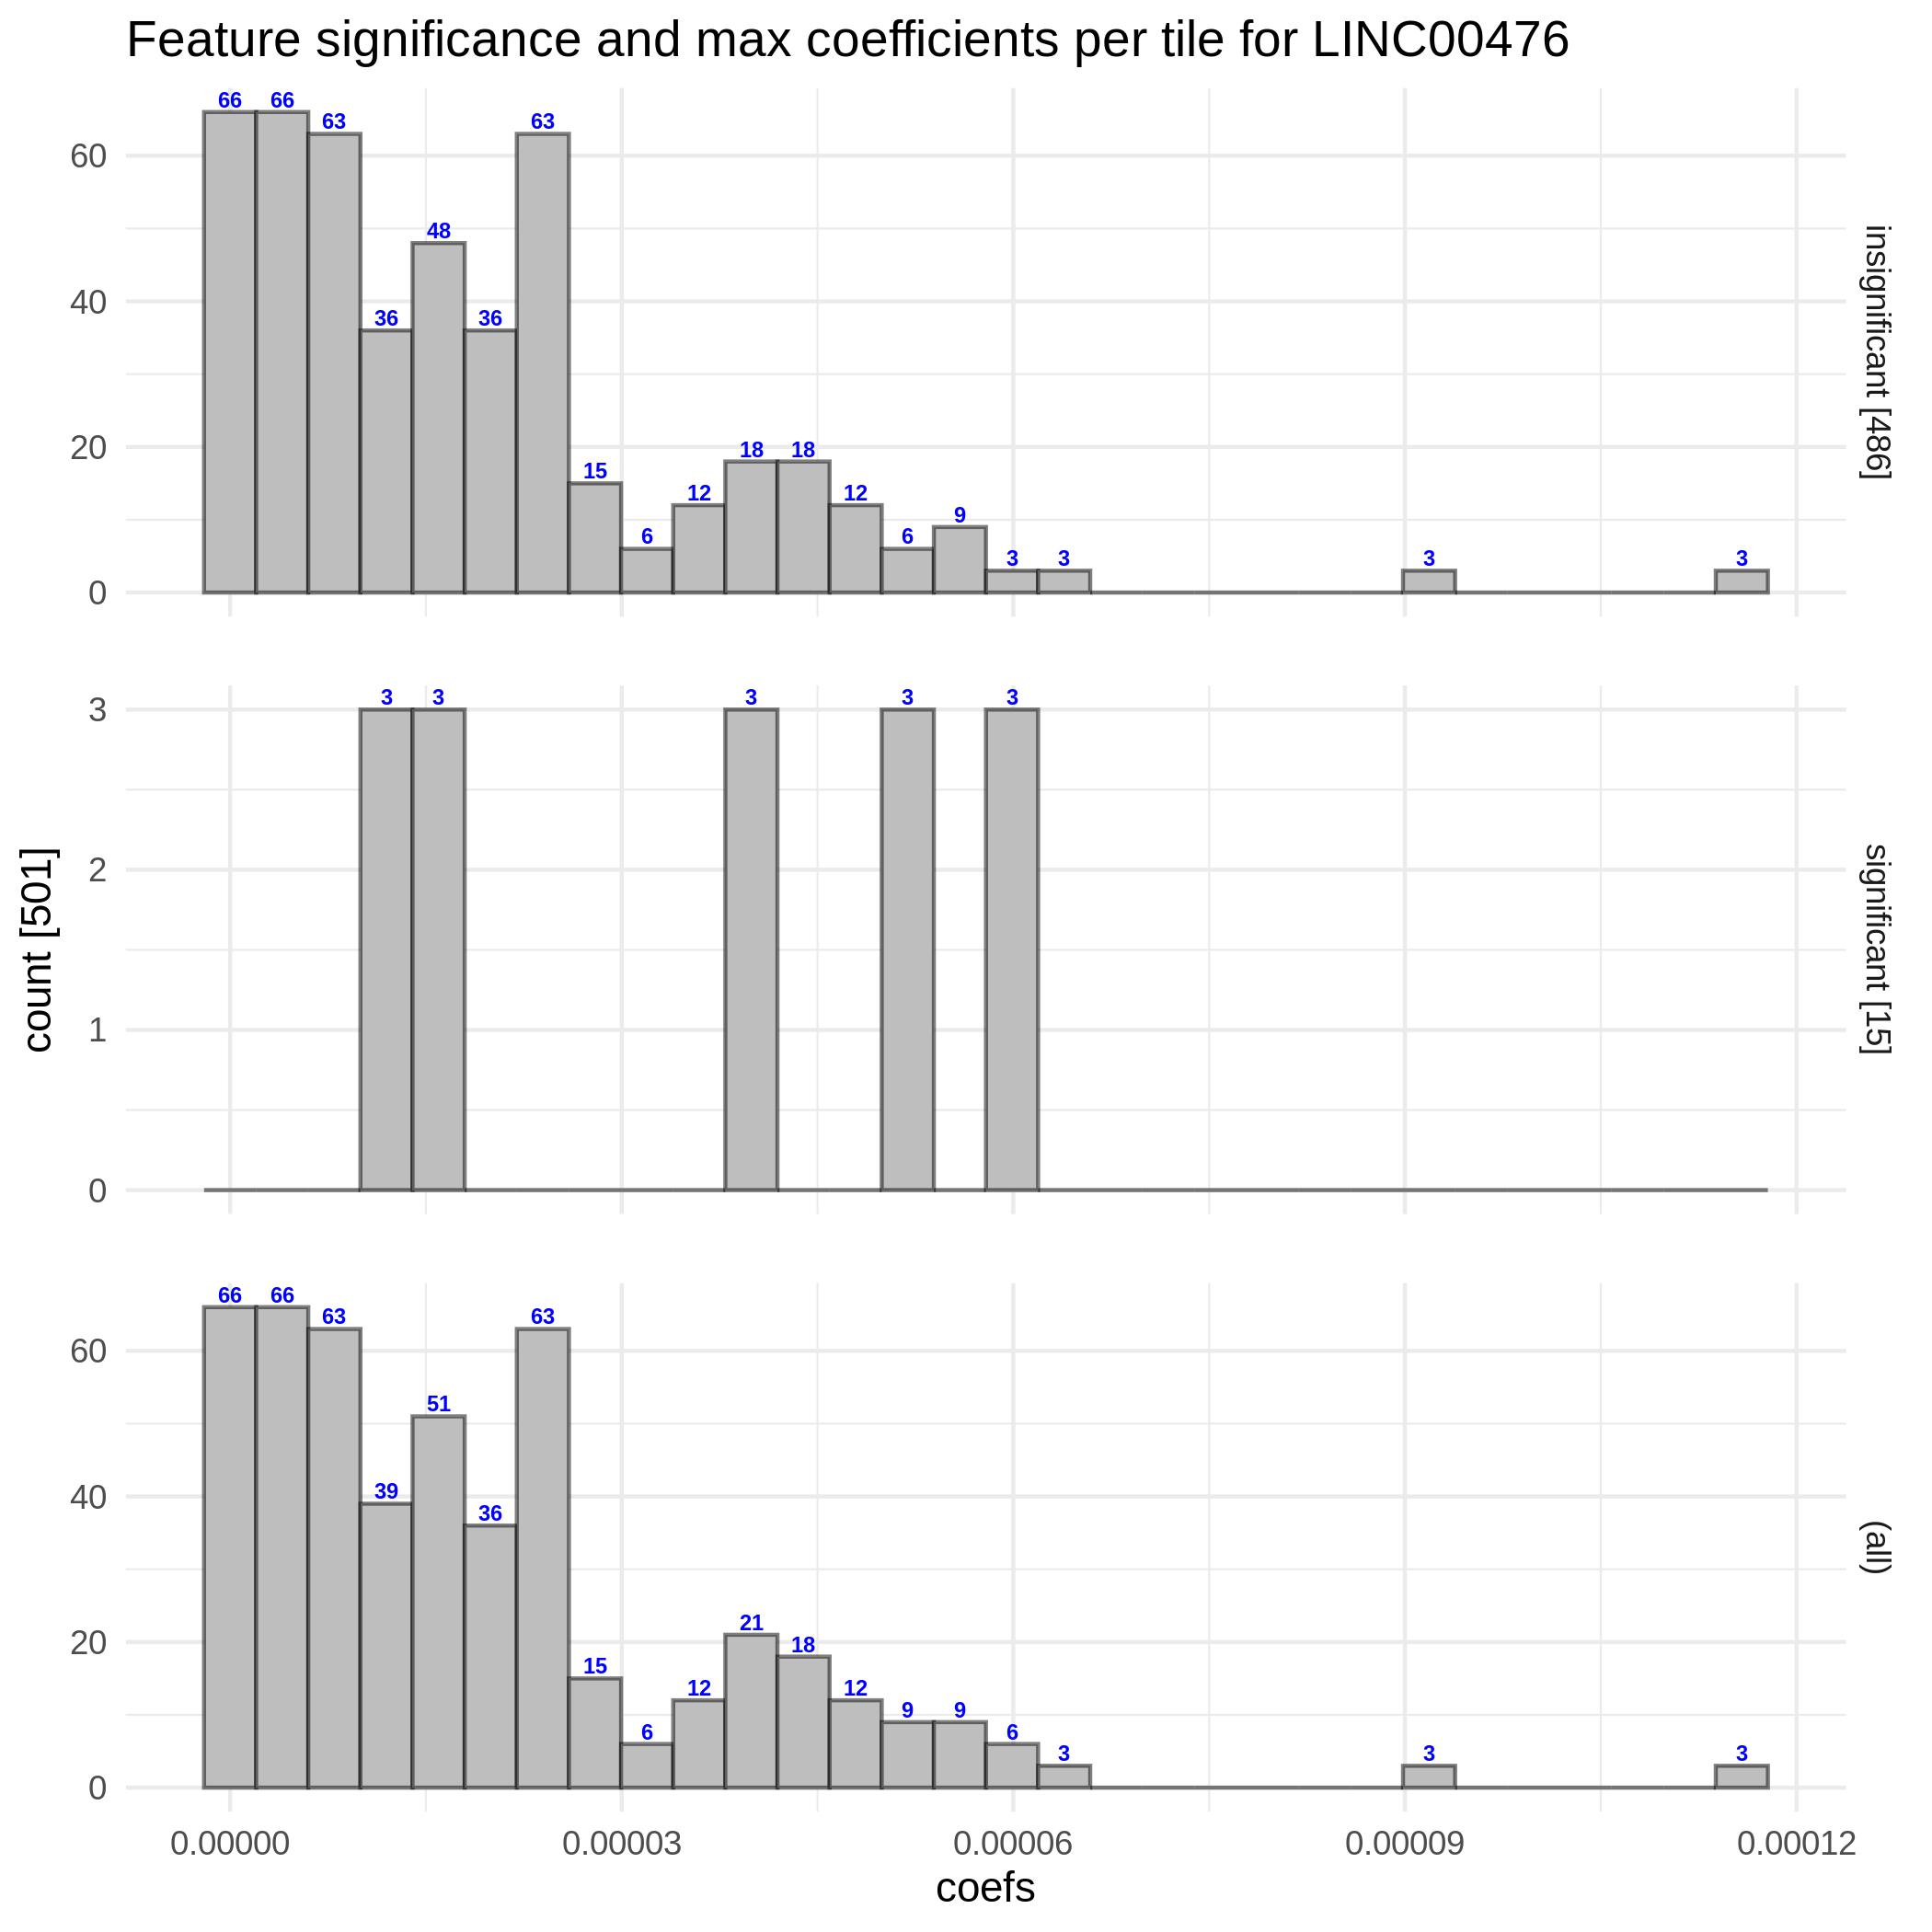 Feature significance and max coefficients per tile for LINC00476
66 66 63 36 48 36 63 15 6 12 18 18 12 6 9 3 3 3 3
60
40
20
0
insignificant [486]
3 3 3 3 3
3
2
1
0
significant [15]
count [501]
66 66 63 39 51 36 63 15 6 12 21 18 12 9 9 6 3 3 3
60
40
20
0
(all)
0.00000 0.00003 0.00006 0.00009 0.00012
coefs